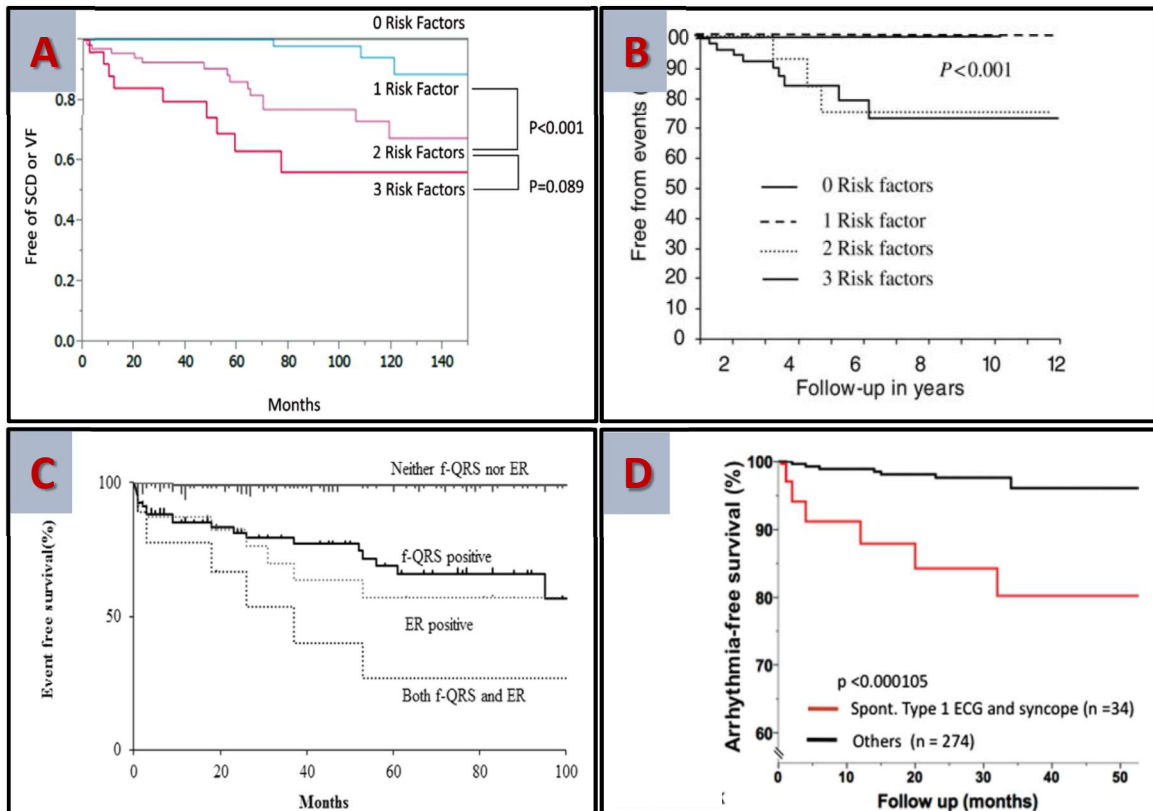 A
0 Risk Factors
0.8
0.6
0.4
0.2
0.0
Free of SCD or VF
1 Risk Factor
P<0.001
2 Risk Factors
P=0.089
3 Risk Factors
0 20 40 60 80 100 120 140
Months
B
90
80
70
60
50
40
30
20
10
0
Free from events (
P<0.001
0 Risk factors
1 Risk factor
2 Risk factors
3 Risk factors
2 4 6 8 10 12
Follow-up in years
C
100
50
0
Event free survival(%)
Neither f-QRS nor ER
f-QRS positive
ER positive
Both f-QRS and ER
0 20 40 60 80 100
Months
D
100
90
80
70
60
Arrhythmia-free survival (%)
p <0.000105
Spont. Type 1 ECG and syncope (n =34)
Others (n = 274)
0 10 20 30 40 50
Follow up (months)